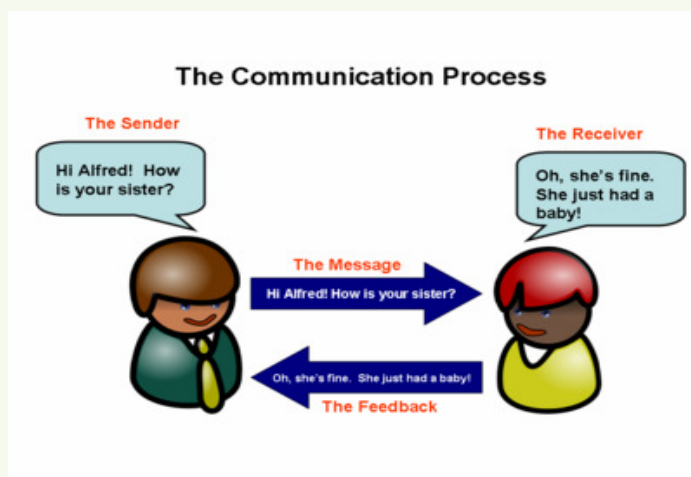 The Communication Process
The Sender
Hi Alfred!  How
is your sister?
The Receiver
Oh, she's fine.
She just had a
baby!
The Message
Hi Alfred! How is your sister?
Oh, she's fine.  She just had a baby!
The Feedback